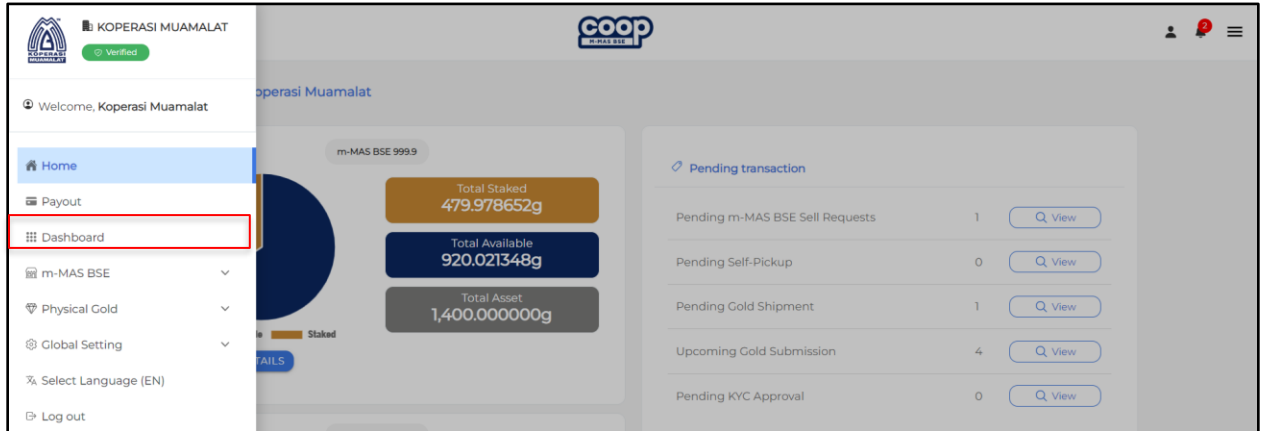 KOPERASI MUAMALAT
KOPERASI
MUAMALAT
Verified
Welcome, Koperasi Muamalat
Home
Payout
Dashboard
m-MAS BSE
Physical Gold
Global Setting
Select Language (EN)
Log out
coop
M-MAS BSE
2
operasi Muamalat
m-MAS BSE 999.9
Total Staked
479.978652g
Total Available
920.021348g
Total Asset
1,400.000000g
le Staked
TAILS
Pending transaction
Pending m-MAS BSE Sell Requests 1 View
Pending Self-Pickup 0 View
Pending Gold Shipment 1 View
Upcoming Gold Submission 4 View
Pending KYC Approval 0 View